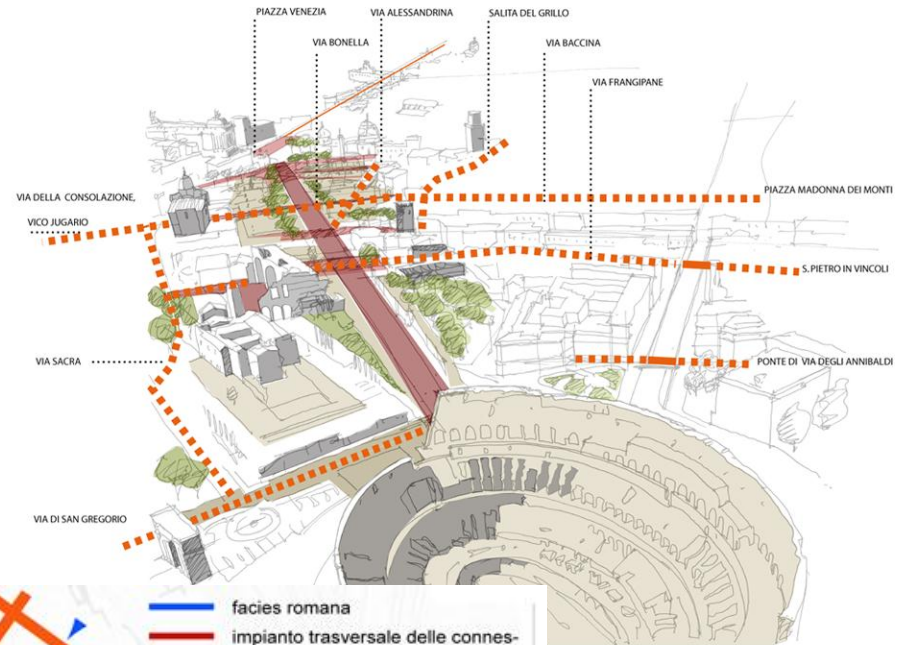 PIAZZA VENEZIA
VIA ALESSANDRINA
SALITA DEL GRILLO
VIA BONELLA
VIA BACCINA
VIA FRANGIPANE
VIA DELLA CONSOLAZIONE,
VICO JUGARIO
PIAZZA MADONNA DEI MONTI
S.PIETRO IN VINCOLI
VIA SACRA
PONTE DI VIA DEGLI ANNIBALDI
VIA DI SAN GREGORIO
facies romana
impianto trasversale delle connes-